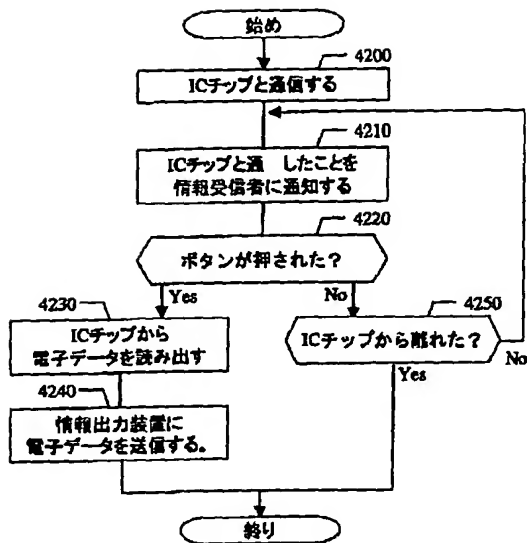 始め
4200
ICチップと通信する
4210
ICチップと通 したことを
情報受信者に通知する
4220
ボタンが押された？
Yes
No
4230
ICチップから
電子データを読み出す
4250
ICチップから離れた？
No
Yes
4240
情報出力装置に
電子データを送信する。
終り